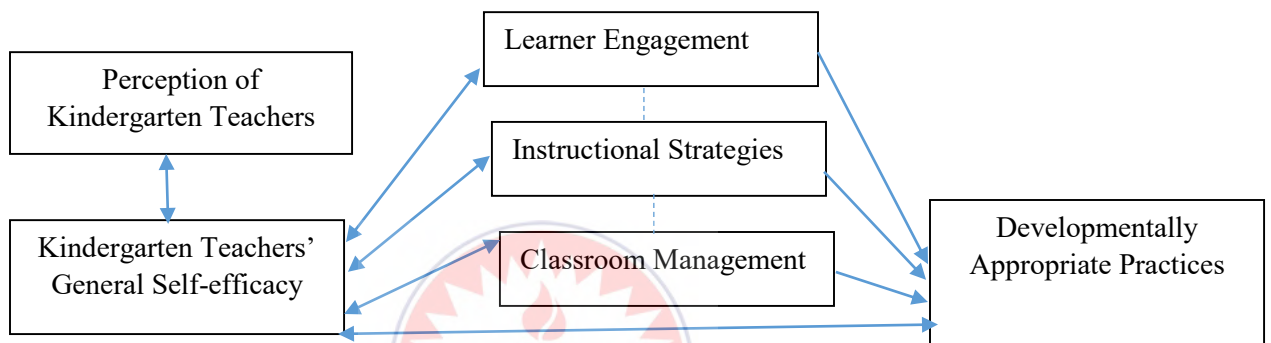 Learner Engagement
Perception of
Kindergarten Teachers
Instructional Strategies
Kindergarten Teachers’
General Self-efficacy
Classroom Management
Developmentally
Appropriate Practices